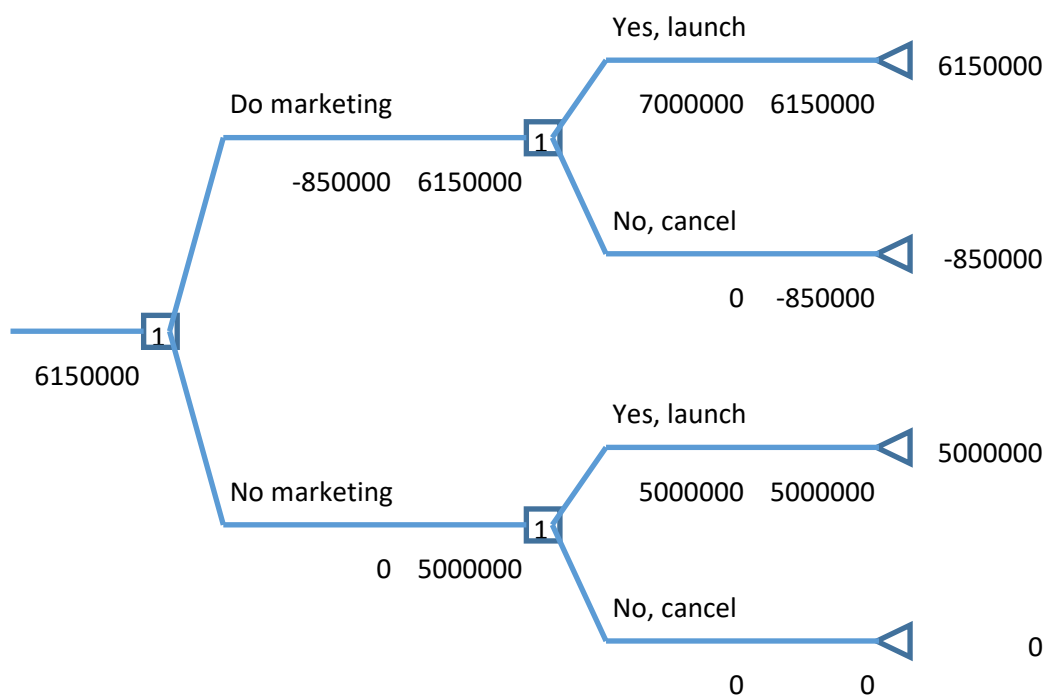 Yes, launch
6150000
7000000 6150000
Do marketing
1
-850000 6150000
No, cancel
-850000
0 -850000
1
6150000
Yes, launch
5000000
5000000 5000000
No marketing
1
0 5000000
No, cancel
0
0 0